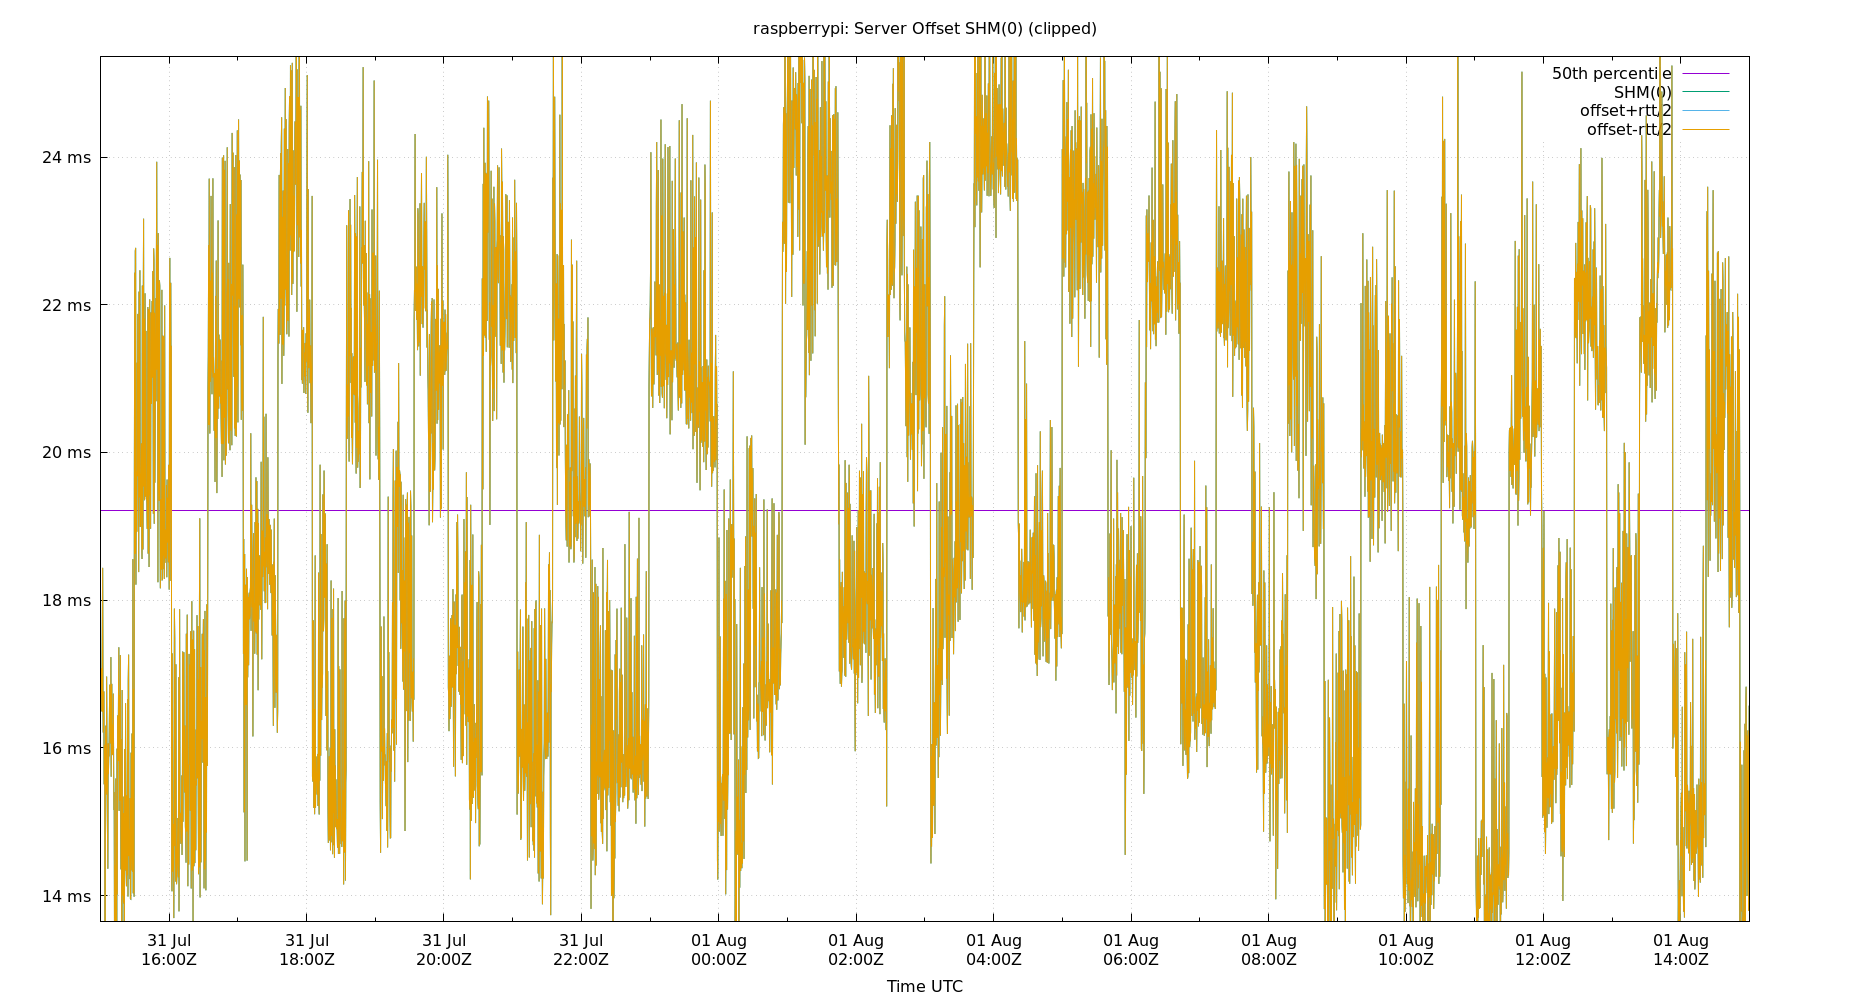 raspberrypi: Server Offset SHM(0) (clipped)
50th percentile
SHM(0)
offset+rtt/2
offset-rtt/2
24 ms
22 ms
20 ms
18 ms
16 ms
14 ms
31 Jul 31 Jul 31 Jul 31 Jul 01 Aug 01 Aug 01 Aug 01 Aug 01 Aug 01 Aug 01 Aug 01 Aug
16:00Z 18:00Z 20:00Z 22:00Z 00:00Z 02:00Z 04:00Z 06:00Z 08:00Z 10:00Z 12:00Z 14:00Z
Time UTC